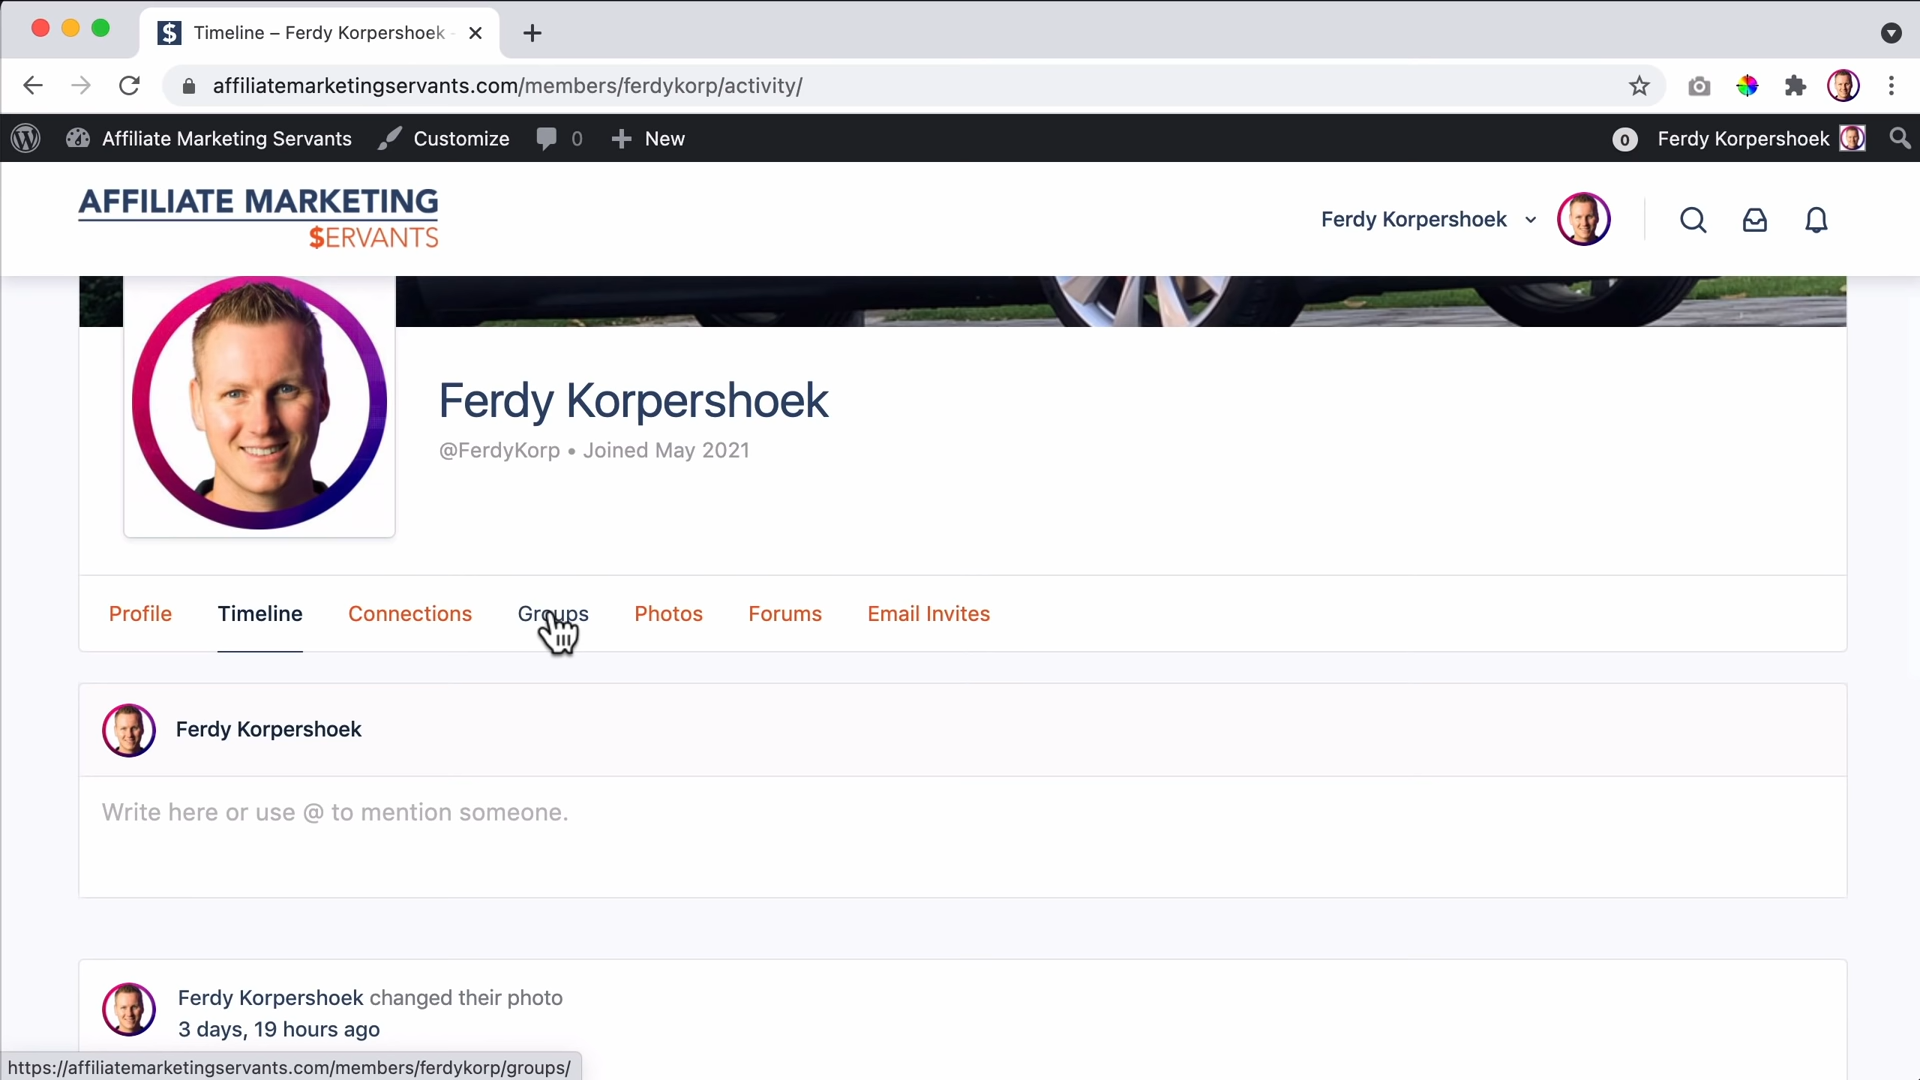 Timeline – Ferdy Korpershoek -
affiliatemarketingservants.com/members/ferdykorp/activity/
Affiliate Marketing Servants
Customize
0
New
0
Ferdy Korpershoek
AFFILIATE MARKETING
$ERVANTS
Ferdy Korpershoek
Ferdy Korpershoek
@FerdyKorp • Joined May 2021
Profile
Timeline
Connections
Groups
Photos
Forums
Email Invites
Ferdy Korpershoek
Write here or use @ to mention someone.
Ferdy Korpershoek changed their photo
3 days, 19 hours ago
https://affiliatemarketingservants.com/members/ferdykorp/groups/